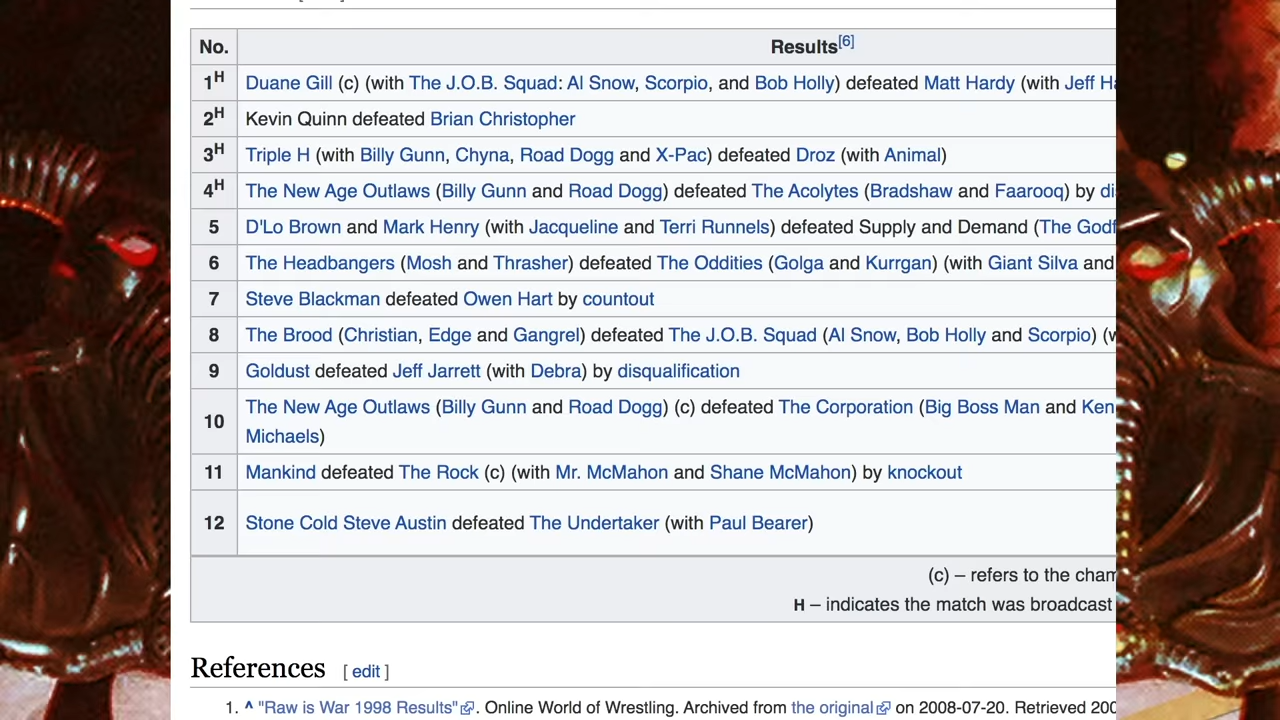 No. Results[6]
1H Duane Gill (c) (with The J.O.B. Squad: Al Snow, Scorpio, and Bob Holly) defeated Matt Hardy (with Jeff
2H Kevin Quinn defeated Brian Christopher
3H Triple H (with Billy Gunn, Chyna, Road Dogg and X-Pac) defeated Droz (with Animal)
4H The New Age Outlaws (Billy Gunn and Road Dogg) defeated The Acolytes (Bradshaw and Faarooq) by
5 D'Lo Brown and Mark Henry (with Jacqueline and Terri Runnels) defeated Supply and Demand (The
6 The Headbangers (Mosh and Thrasher) defeated The Oddities (Golga and Kurrgan) (with Giant Silva and
7 Steve Blackman defeated Owen Hart by countout
8 The Brood (Christian, Edge and Gangrel) defeated The J.O.B. Squad (Al Snow, Bob Holly and Scorpio)
9 Goldust defeated Jeff Jarrett (with Debra) by disqualification
10 The New Age Outlaws (Billy Gunn and Road Dogg) (c) defeated The Corporation (Big Boss Man and Ken
Michaels)
11 Mankind defeated The Rock (c) (with Mr. McMahon and Shane McMahon) by knockout
12 Stone Cold Steve Austin defeated The Undertaker (with Paul Bearer)
(c) – refers to the
H – indicates the match was broadcast
References [ edit ]
1. ^ "Raw is War 1998 Results". Online World of Wrestling. Archived from the original on 2008-07-20. Retrieved